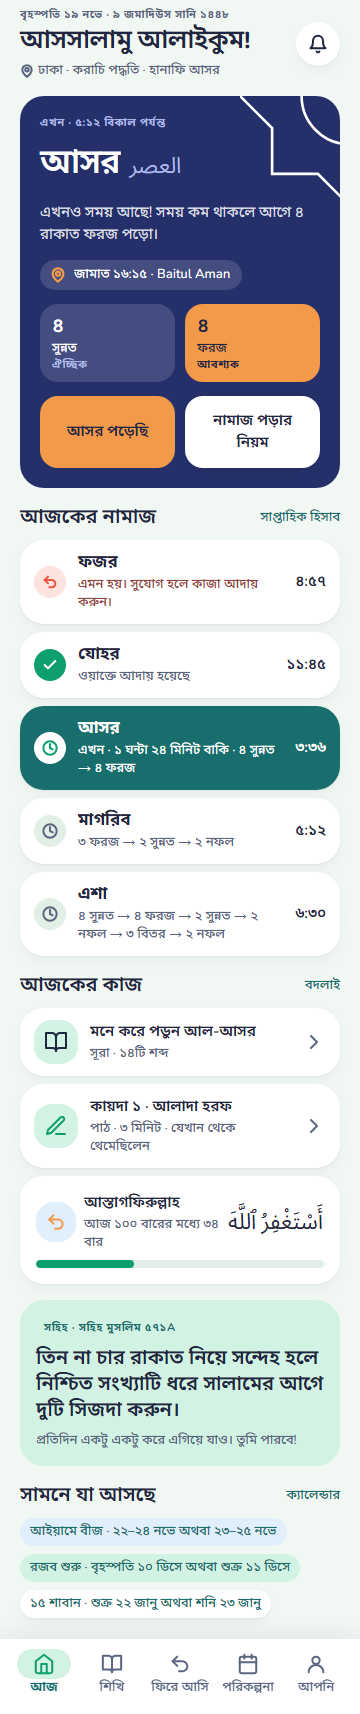 বৃহস্পতি ১৯ নভে · ৯ জমাদিউস সানি ১৪৪৮
আসসালামু আলাইকুম!
ঢাকা · করাচি পদ্ধতি · হানাফি আসর
এখন · ৫:১২ বিকাল পর্যন্ত
আসর العصر
এখনও সময় আছে! সময় কম থাকলে আগে ৪
রাকাত ফরজ পড়ো।
জামাত ১৬:১৫ · Baitul Aman
৪
সুন্নত
ঐচ্ছিক
৪
ফরজ
আবশ্যক
আসর পড়েছি
নামাজ পড়ার
নিয়ম
আজকের নামাজ
সাপ্তাহিক হিসাব
ফজর
এমন হয়। সুযোগ হলে কাজা আদায়
করুন।
৪:৫৭
যোহর
ওয়াক্তে আদায় হয়েছে
১১:৪৫
আসর
এখন · ১ ঘন্টা ২৪ মিনিট বাকি · ৪ সুন্নত
→ ৪ ফরজ
৩:৩৬
মাগরিব
৩ ফরজ → ২ সুন্নত → ২ নফল
৫:১২
এশা
৪ সুন্নত → ৪ ফরজ → ২ সুন্নত → ২
নফল → ৩ বিতর → ২ নফল
৬:৩০
আজকের কাজ
বদলাই
মনে করে পড়ুন আল-আসর
সূরা · ১৪টি শব্দ
কায়দা ১ · আলাদা হরফ
পাঠ · ৩ মিনিট · যেখান থেকে
থেমেছিলেন
আস্তাগফিরুল্লাহ
আজ ১০০ বারের মধ্যে ৩৪
বার
أَسْتَغْفِرُ ٱللَّهَ
সহিহ · সহিহ মুসলিম ৫৭১A
তিন না চার রাকাত নিয়ে সন্দেহ হলে
নিশ্চিত সংখ্যাটি ধরে সালামের আগে
দুটি সিজদা করুন।
প্রতিদিন একটু একটু করে এগিয়ে যাও। তুমি পারবে!
সামনে যা আসছে
ক্যালেন্ডার
আইয়ামে বীজ · ২২–২৪ নভে অথবা ২৩–২৫ নভে
রজব শুরু · বৃহস্পতি ১০ ডিসে অথবা শুক্র ১১ ডিসে
১৫ শাবান · শুক্র ২২ জানু অথবা শনি ২৩ জানু
আজ
শিখি
ফিরে আসি
পরিকল্পনা
আপনি